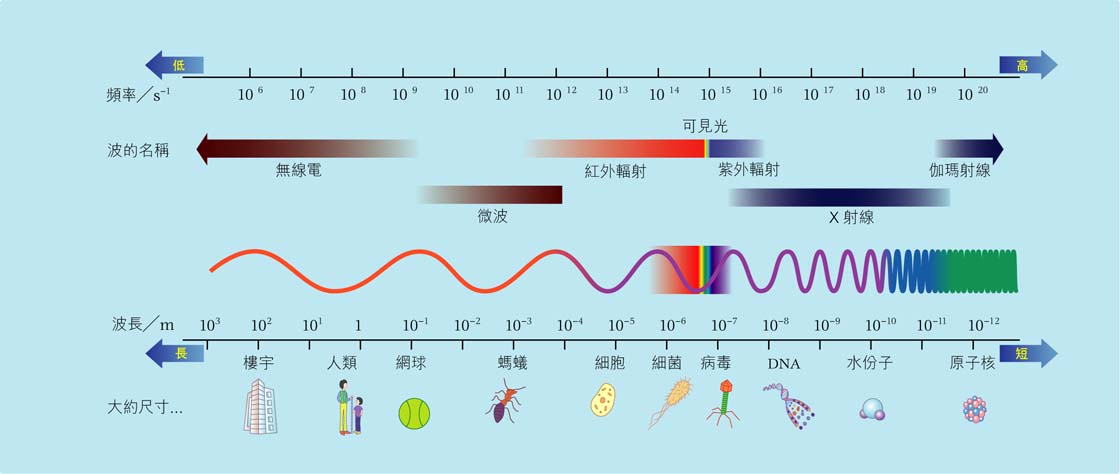 低 高
頻率／s⁻¹ 10⁶ 10⁷ 10⁸ 10⁹ 10¹⁰ 10¹¹ 10¹² 10¹³ 10¹⁴ 10¹⁵ 10¹⁶ 10¹⁷ 10¹⁸ 10¹⁹ 10²⁰
可見光
波的名稱
無線電 紅外輻射 紫外輻射 伽瑪射線
微波 X 射線
波長／m 10³ 10² 10¹ 1 10⁻¹ 10⁻² 10⁻³ 10⁻⁴ 10⁻⁵ 10⁻⁶ 10⁻⁷ 10⁻⁸ 10⁻⁹ 10⁻¹⁰ 10⁻¹¹ 10⁻¹²
長 短
樓宇 人類 網球 螞蟻 細胞 細菌 病毒 DNA 水份子 原子核
大約尺寸...